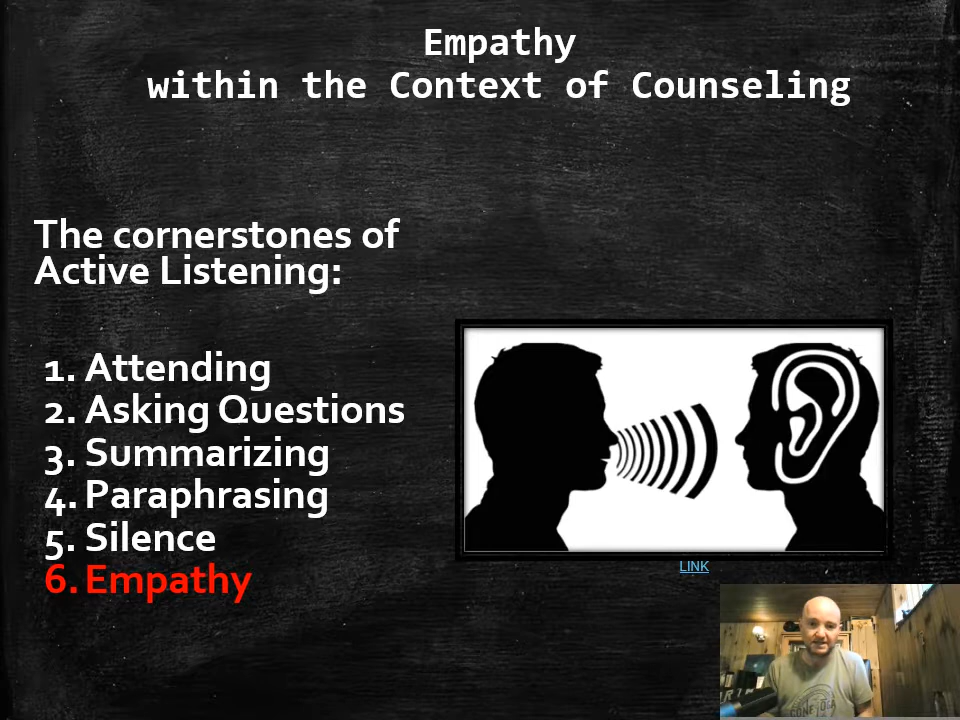 Empathy
within the Context of Counseling
The cornerstones of
Active Listening:
1. Attending
2. Asking Questions
3. Summarizing
4. Paraphrasing
5. Silence
6. Empathy
LINK